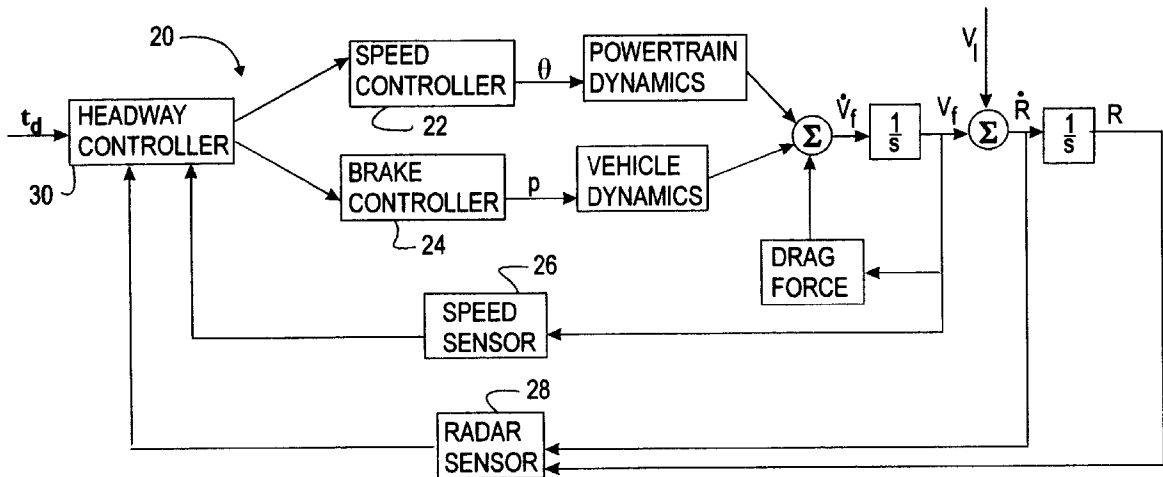 20
t_d
HEADWAY
CONTROLLER
30
SPEED
CONTROLLER
22
θ
POWERTRAIN
DYNAMICS
BRAKE
CONTROLLER
24
p
VEHICLE
DYNAMICS
Σ
V̇_f
1
s
V_f
V_l
Σ
Ṙ
1
s
R
DRAG
FORCE
26
SPEED
SENSOR
28
RADAR
SENSOR